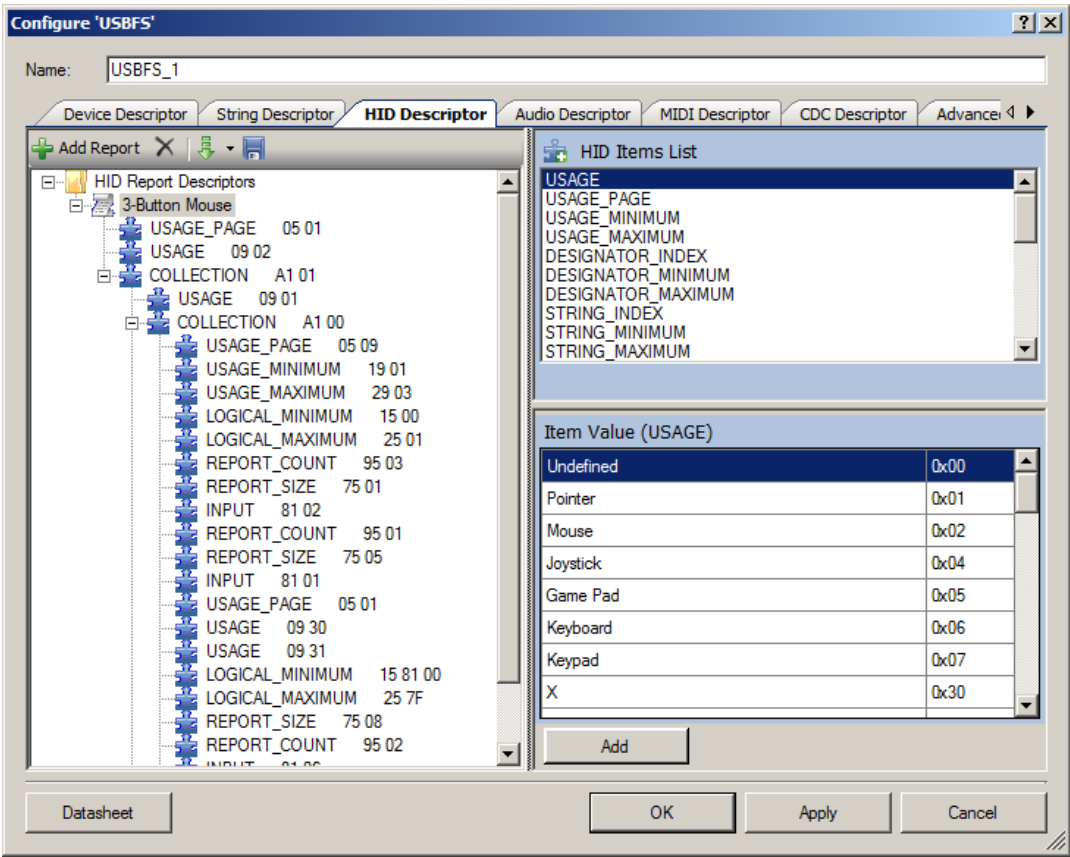 Configure 'USBFS'
Name: USBFS_1
Device Descriptor String Descriptor HID Descriptor Audio Descriptor MIDI Descriptor CDC Descriptor
Add Report
HID Report Descriptors
3-Button Mouse
USAGE_PAGE 05 01
USAGE 09 02
COLLECTION A1 01
USAGE 09 01
COLLECTION A1 00
USAGE_PAGE 05 09
USAGE_MINIMUM 19 01
USAGE_MAXIMUM 29 03
LOGICAL_MINIMUM 15 00
LOGICAL_MAXIMUM 25 01
REPORT_COUNT 95 03
REPORT_SIZE 75 01
INPUT 81 02
REPORT_COUNT 95 01
REPORT_SIZE 75 05
INPUT 81 01
USAGE_PAGE 05 01
USAGE 09 30
USAGE 09 31
LOGICAL_MINIMUM 15 81 00
LOGICAL_MAXIMUM 25 7F
REPORT_SIZE 75 08
REPORT_COUNT 95 02
HID Items List
USAGE
USAGE_PAGE
USAGE_MINIMUM
USAGE_MAXIMUM
DESIGNATOR_INDEX
DESIGNATOR_MINIMUM
DESIGNATOR_MAXIMUM
STRING_INDEX
STRING_MINIMUM
STRING_MAXIMUM
Item Value (USAGE)
Undefined 0x00
Pointer 0x01
Mouse 0x02
Joystick 0x04
Game Pad 0x05
Keyboard 0x06
Keypad 0x07
X 0x30
Add
Datasheet OK Apply Cancel